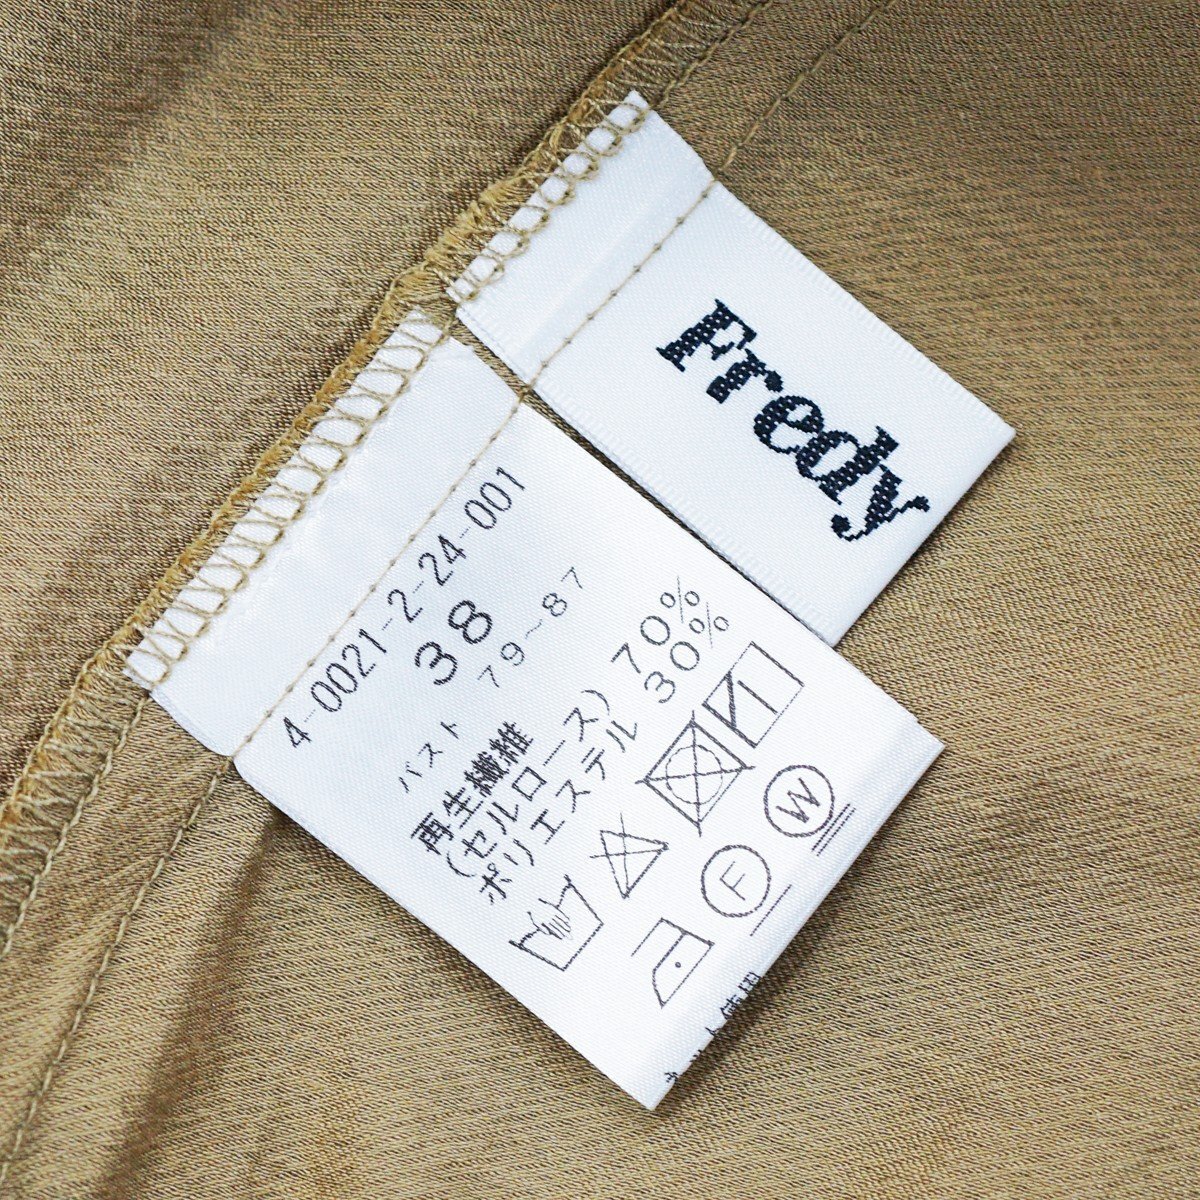 Fredy
4-0021-2-24-001
38
バスト 79~87
再生繊維
(セルロース) 70%
ポリエステル 30%
W
F